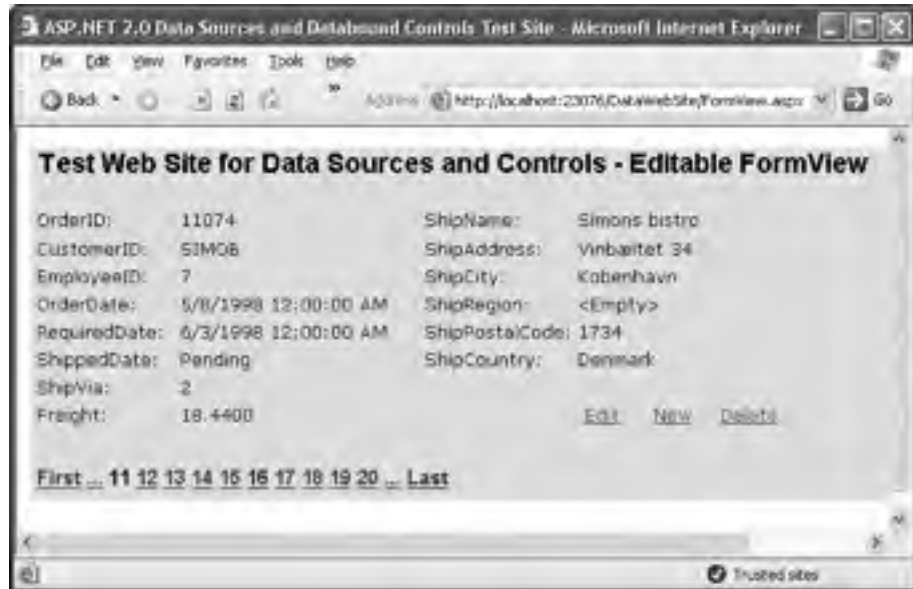 ASP.NET 2.0 Data Sources and Databound Controls Test Site - Microsoft Internet Explorer
File Edit View Favorites Tools Help
Back Address http://localhost:23076/DataWebSite/FormView.aspx Go
Test Web Site for Data Sources and Controls - Editable FormView
OrderID: 11074 ShipName: Simons bistro
CustomerID: SIMOB ShipAddress: Vinbæltet 34
EmployeeID: 7 ShipCity: Kobenhavn
OrderDate: 5/8/1998 12:00:00 AM ShipRegion: <Empty>
RequiredDate: 6/3/1998 12:00:00 AM ShipPostalCode: 1734
ShippedDate: Pending ShipCountry: Denmark
ShipVia: 2
Freight: 18.4400 Edit New Delete
First ... 11 12 13 14 15 16 17 18 19 20 ... Last
Trusted sites